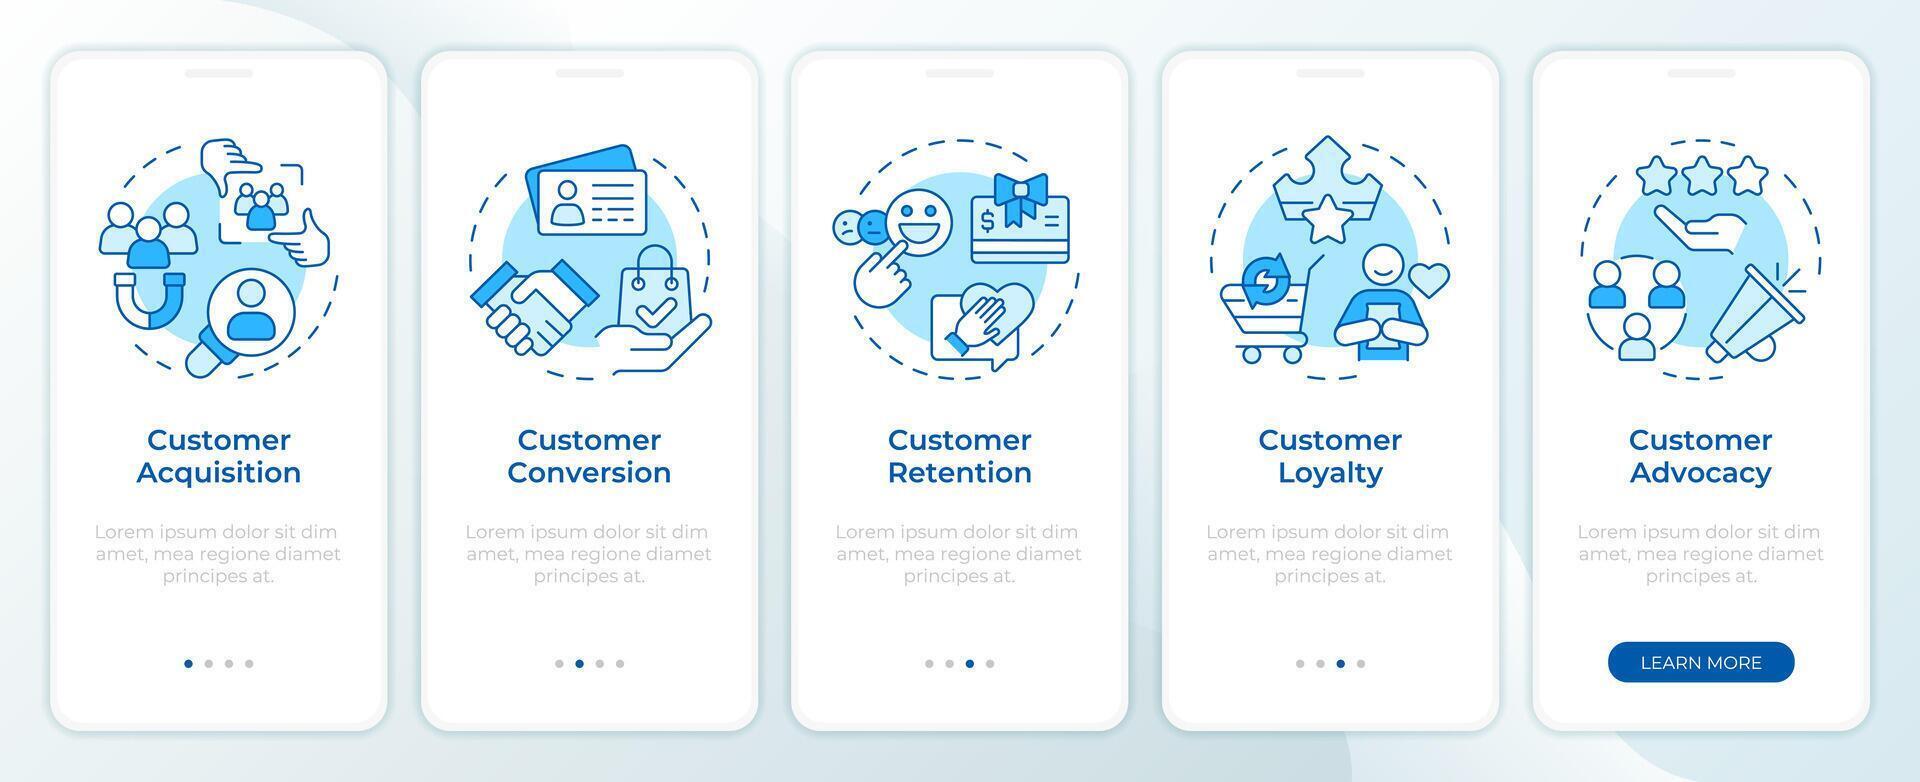 Customer
Acquisition
Lorem ipsum dolor sit dim
amet, mea regione diamet
principes at.
Customer
Conversion
Lorem ipsum dolor sit dim
amet, mea regione diamet
principes at.
$
Customer
Retention
Lorem ipsum dolor sit dim
amet, mea regione diamet
principes at.
Customer
Loyalty
Lorem ipsum dolor sit dim
amet, mea regione diamet
principes at.
Customer
Advocacy
Lorem ipsum dolor sit dim
amet, mea regione diamet
principes at.
LEARN MORE